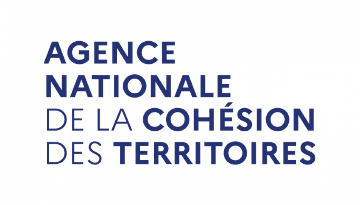 AGENCE
NATIONALE
DE LA COHÉSION
DES TERRITOIRES